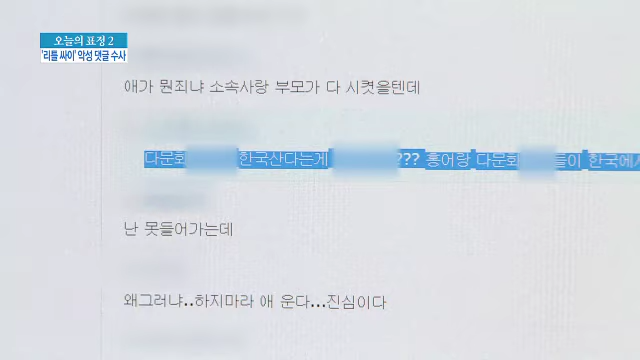 오늘의 표정 2
'리틀 싸이' 악성 댓글 수사
애가 뭔죄냐 소속사랑 부모가 다 시켯을텐데
다문화 한국산다는게 ??? 홍어랑 다문화 들이 한국에서
난 못들어가는데
왜그러냐..하지마라 애 운다...진심이다